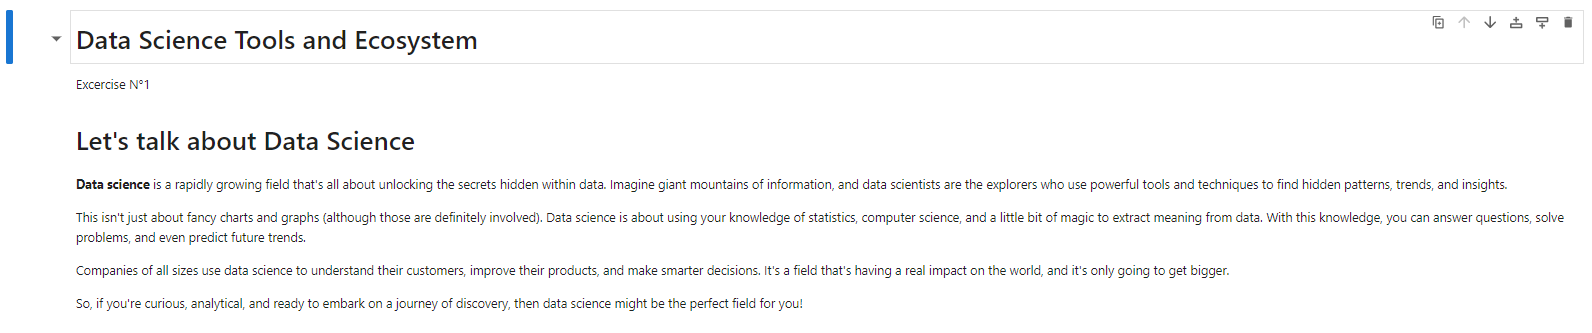 Data Science Tools and Ecosystem
Excercise N°1
Let's talk about Data Science
Data science is a rapidly growing field that's all about unlocking the secrets hidden within data. Imagine giant mountains of information, and data scientists are the explorers who use powerful tools and techniques to find hidden patterns, trends, and insights.
This isn't just about fancy charts and graphs (although those are definitely involved). Data science is about using your knowledge of statistics, computer science, and a little bit of magic to extract meaning from data. With this knowledge, you can answer questions, solve
problems, and even predict future trends.
Companies of all sizes use data science to understand their customers, improve their products, and make smarter decisions. It's a field that's having a real impact on the world, and it's only going to get bigger.
So, if you're curious, analytical, and ready to embark on a journey of discovery, then data science might be the perfect field for you!